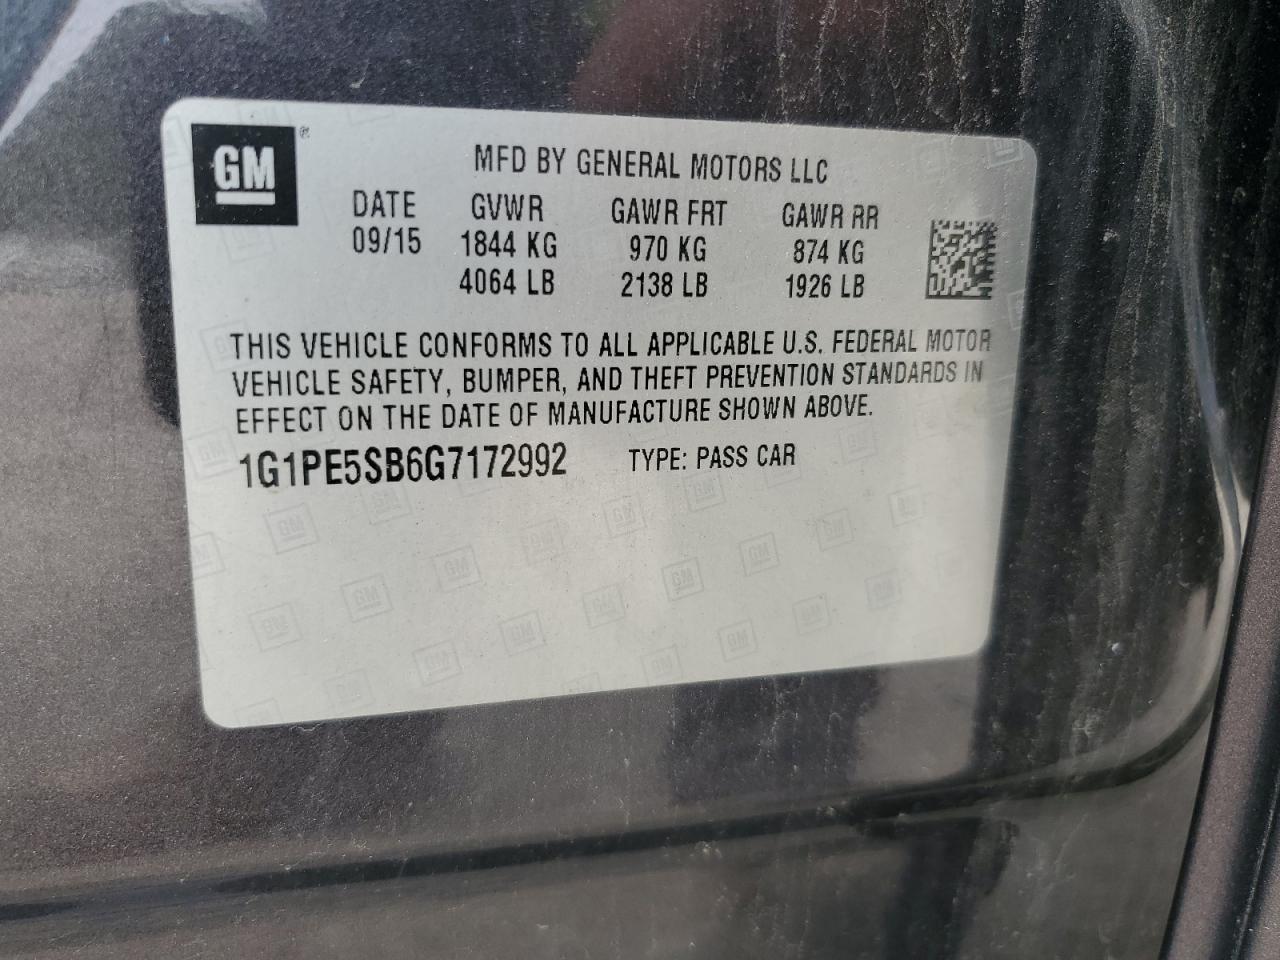 GM
MFD BY GENERAL MOTORS LLC
DATE GVWR GAWR FRT GAWR RR
09/15 1844 KG 970 KG 874 KG
4064 LB 2138 LB 1926 LB
THIS VEHICLE CONFORMS TO ALL APPLICABLE U.S. FEDERAL MOTOR
VEHICLE SAFETY, BUMPER, AND THEFT PREVENTION STANDARDS IN
EFFECT ON THE DATE OF MANUFACTURE SHOWN ABOVE.
1G1PE5SB6G7172992 TYPE: PASS CAR